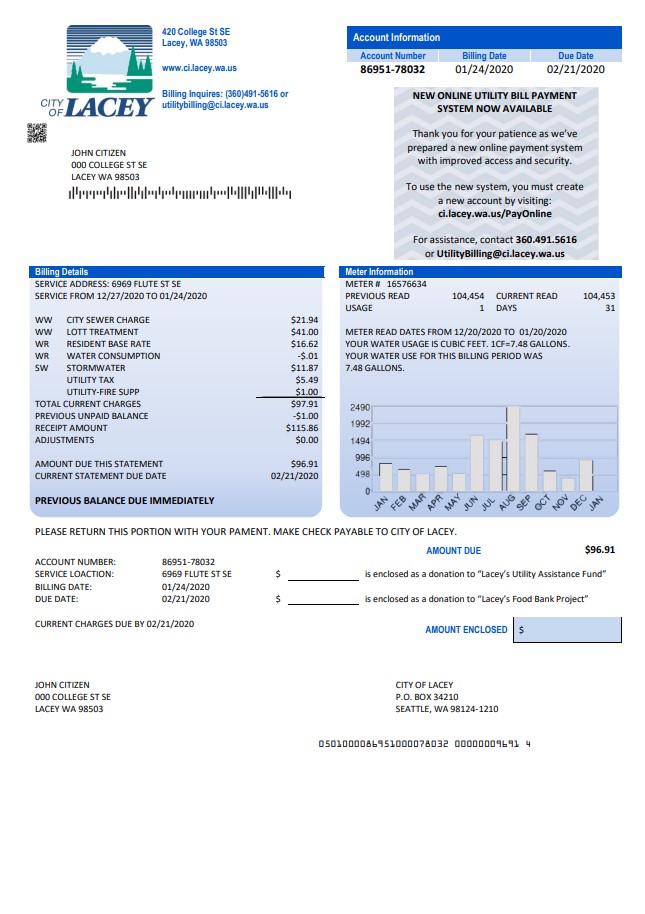 420 College St SE
Lacey, WA 98503
www.ci.lacey.wa.us
Billing Inquires: (360)491-5616 or
utilitybilling@ci.lacey.wa.us
CITY OF LACEY
Account Information
Account Number Billing Date Due Date
86951-78032 01/24/2020 02/21/2020
NEW ONLINE UTILITY BILL PAYMENT
SYSTEM NOW AVAILABLE
Thank you for your patience as we've
prepared a new online payment system
with improved access and security.
To use the new system, you must create
a new account by visiting:
ci.lacey.wa.us/PayOnline
For assistance, contact 360.491.5616
or UtilityBilling@ci.lacey.wa.us
JOHN CITIZEN
000 COLLEGE ST SE
LACEY WA 98503
Billing Details
SERVICE ADDRESS: 6969 FLUTE ST SE
SERVICE FROM 12/27/2020 TO 01/24/2020
WW CITY SEWER CHARGE $21.94
WW LOTT TREATMENT $41.00
WR RESIDENT BASE RATE $16.62
WR WATER CONSUMPTION -$.01
SW STORMWATER $11.87
UTILITY TAX $5.49
UTILITY-FIRE SUPP $1.00
TOTAL CURRENT CHARGES $97.91
PREVIOUS UNPAID BALANCE -$1.00
RECEIPT AMOUNT $115.86
ADJUSTMENTS $0.00
AMOUNT DUE THIS STATEMENT $96.91
CURRENT STATEMENT DUE DATE 02/21/2020
PREVIOUS BALANCE DUE IMMEDIATELY
Meter Information
METER # 16576634
PREVIOUS READ 104,454 CURRENT READ 104,453
USAGE 1 DAYS 31
METER READ DATES FROM 12/20/2020 TO 01/20/2020
YOUR WATER USAGE IS CUBIC FEET. 1CF=7.48 GALLONS.
YOUR WATER USE FOR THIS BILLING PERIOD WAS
7.48 GALLONS.
2490
1992
1494
996
498
0
JAN FEB MAR APR MAY JUN JUL AUG SEP OCT NOV DEC JAN
PLEASE RETURN THIS PORTION WITH YOUR PAMENT. MAKE CHECK PAYABLE TO CITY OF LACEY.
AMOUNT DUE $96.91
ACCOUNT NUMBER: 86951-78032
SERVICE LOACTION: 6969 FLUTE ST SE $ is enclosed as a donation to "Lacey's Utility Assistance Fund"
BILLING DATE: 01/24/2020
DUE DATE: 02/21/2020 $ is enclosed as a donation to "Lacey's Food Bank Project"
CURRENT CHARGES DUE BY 02/21/2020
AMOUNT ENCLOSED $
JOHN CITIZEN
000 COLLEGE ST SE
LACEY WA 98503
CITY OF LACEY
P.O. BOX 34210
SEATTLE, WA 98124-1210
0501000086951000078032 00000009691 4